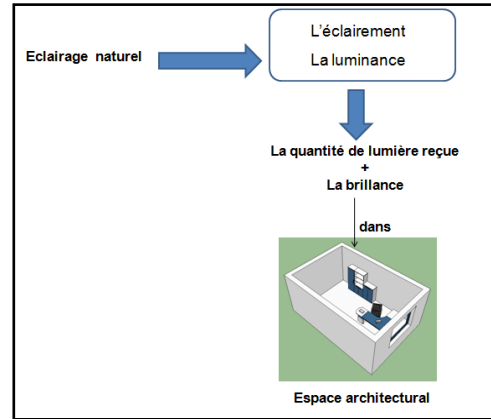 L'éclairement
Eclairage naturel
La luminance
La quantité de lumière reçue
+
La brillance
dans
Espace architectural